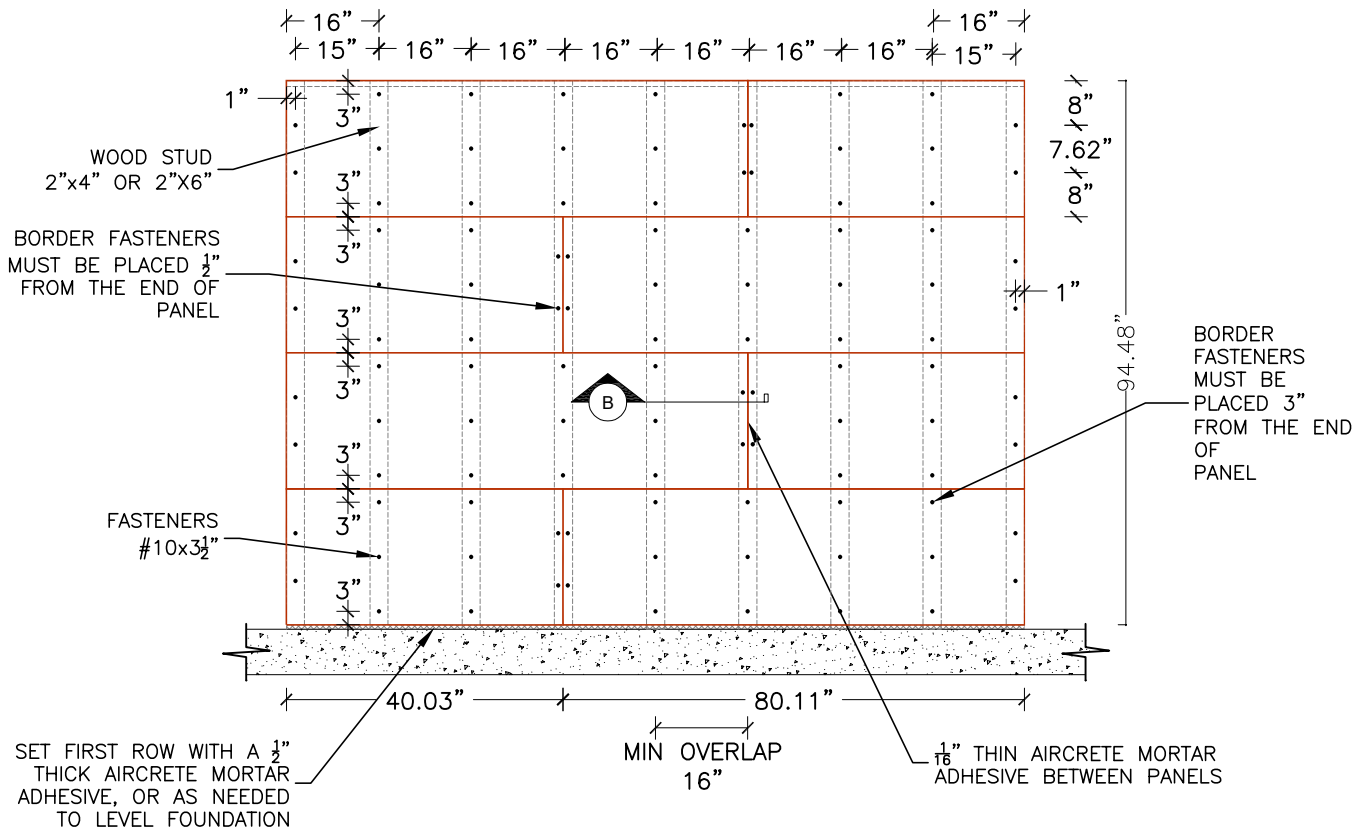 16”
16”
15”
16”
16”
16”
16”
16”
16”
15”
1”
3”
8”
7.62”
8”
WOOD STUD
2”x4” OR 2”X6”
3”
BORDER FASTENERS
MUST BE PLACED 1/2”
FROM THE END OF
PANEL
3”
3”
1”
94.48”
BORDER
FASTENERS
MUST BE
PLACED 3”
FROM THE END
OF
PANEL
3”
B
3”
FASTENERS
#10x3 1/2”
3”
3”
40.03”
80.11”
MIN OVERLAP
16”
SET FIRST ROW WITH A 1/2”
THICK AIRCRETE MORTAR
ADHESIVE, OR AS NEEDED
TO LEVEL FOUNDATION
1/16” THIN AIRCRETE MORTAR
ADHESIVE BETWEEN PANELS